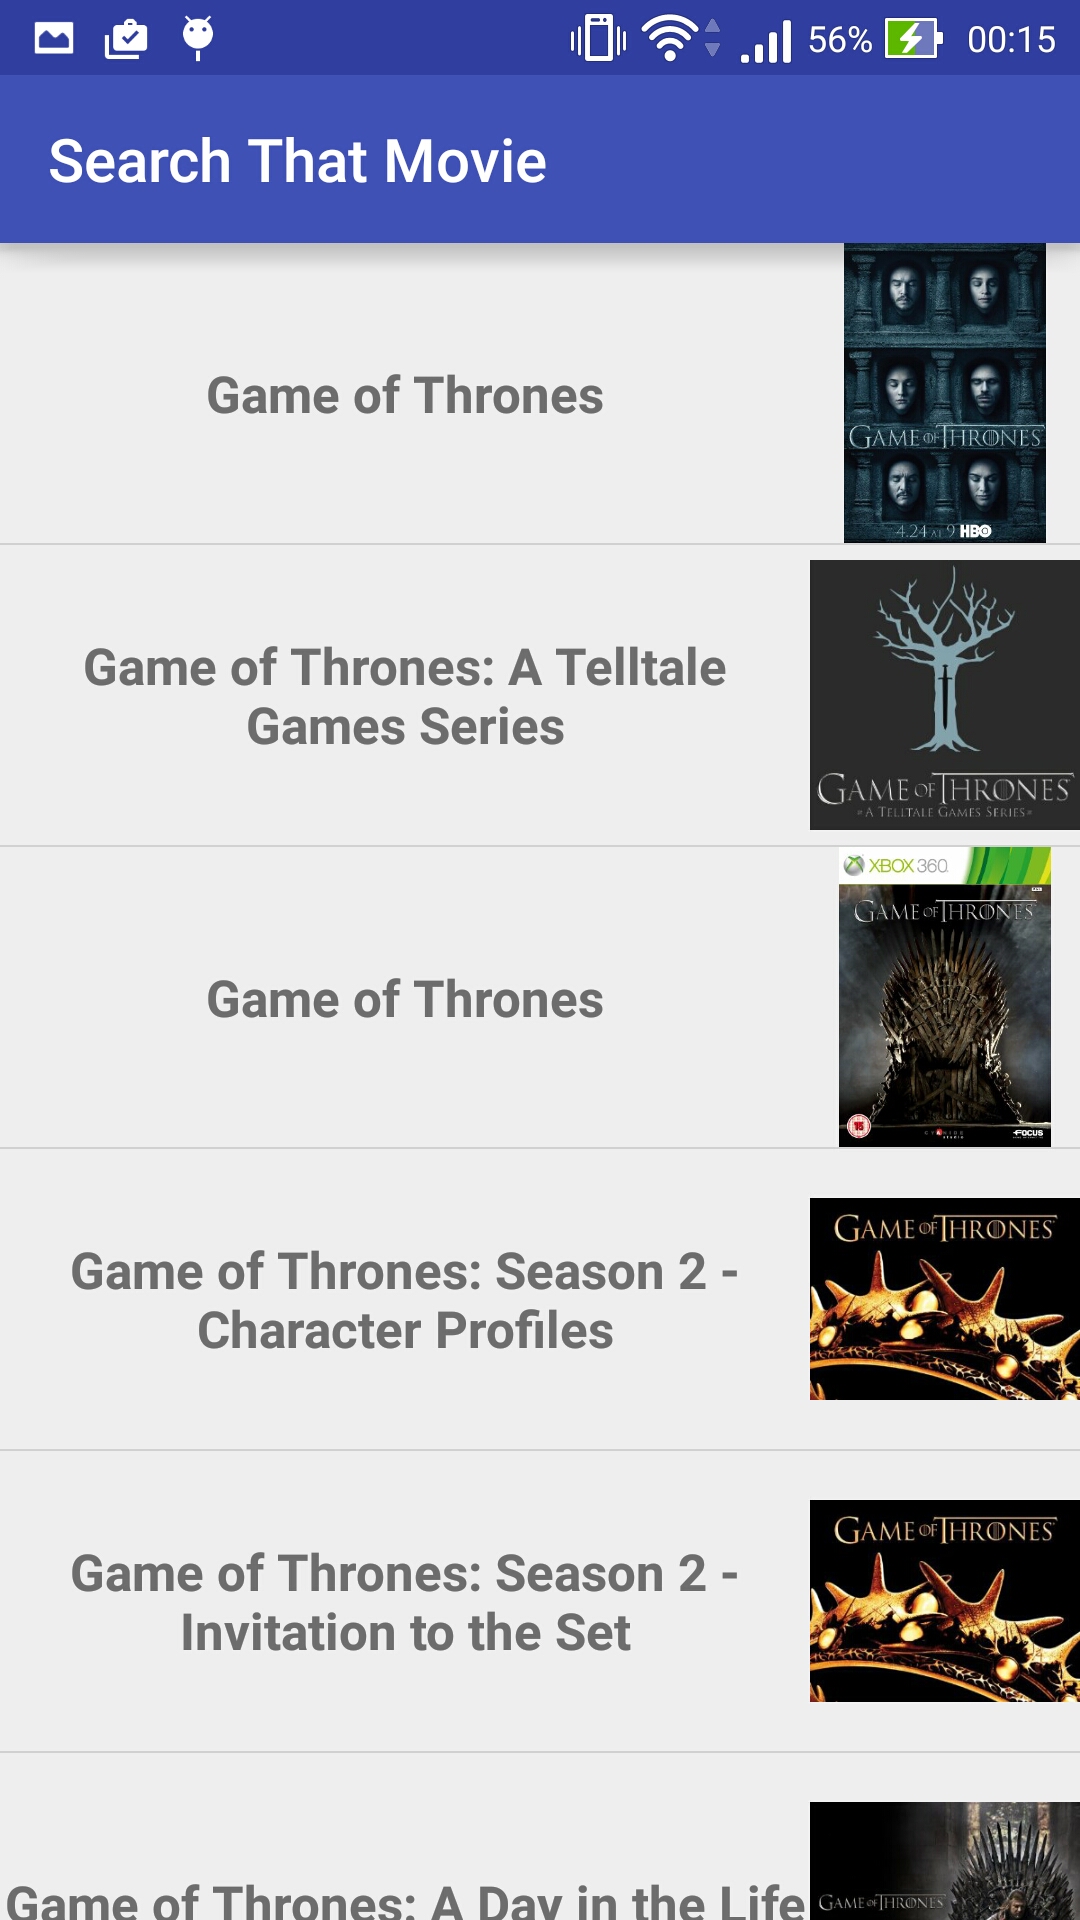 56% 00:15
Search That Movie
Game of Thrones
GAME OF THRONES
4.24 AT 9 HBO
Game of Thrones: A Telltale
Games Series
GAME OF THRONES
A TELLTALE GAMES SERIES
XBOX 360
GAME OF THRONES
Game of Thrones
15
FOCUS
GAME OF THRONES
Game of Thrones: Season 2 -
Character Profiles
GAME OF THRONES
Game of Thrones: Season 2 -
Invitation to the Set
Game of Thrones: A Day in the Life
GAME OF THRONES